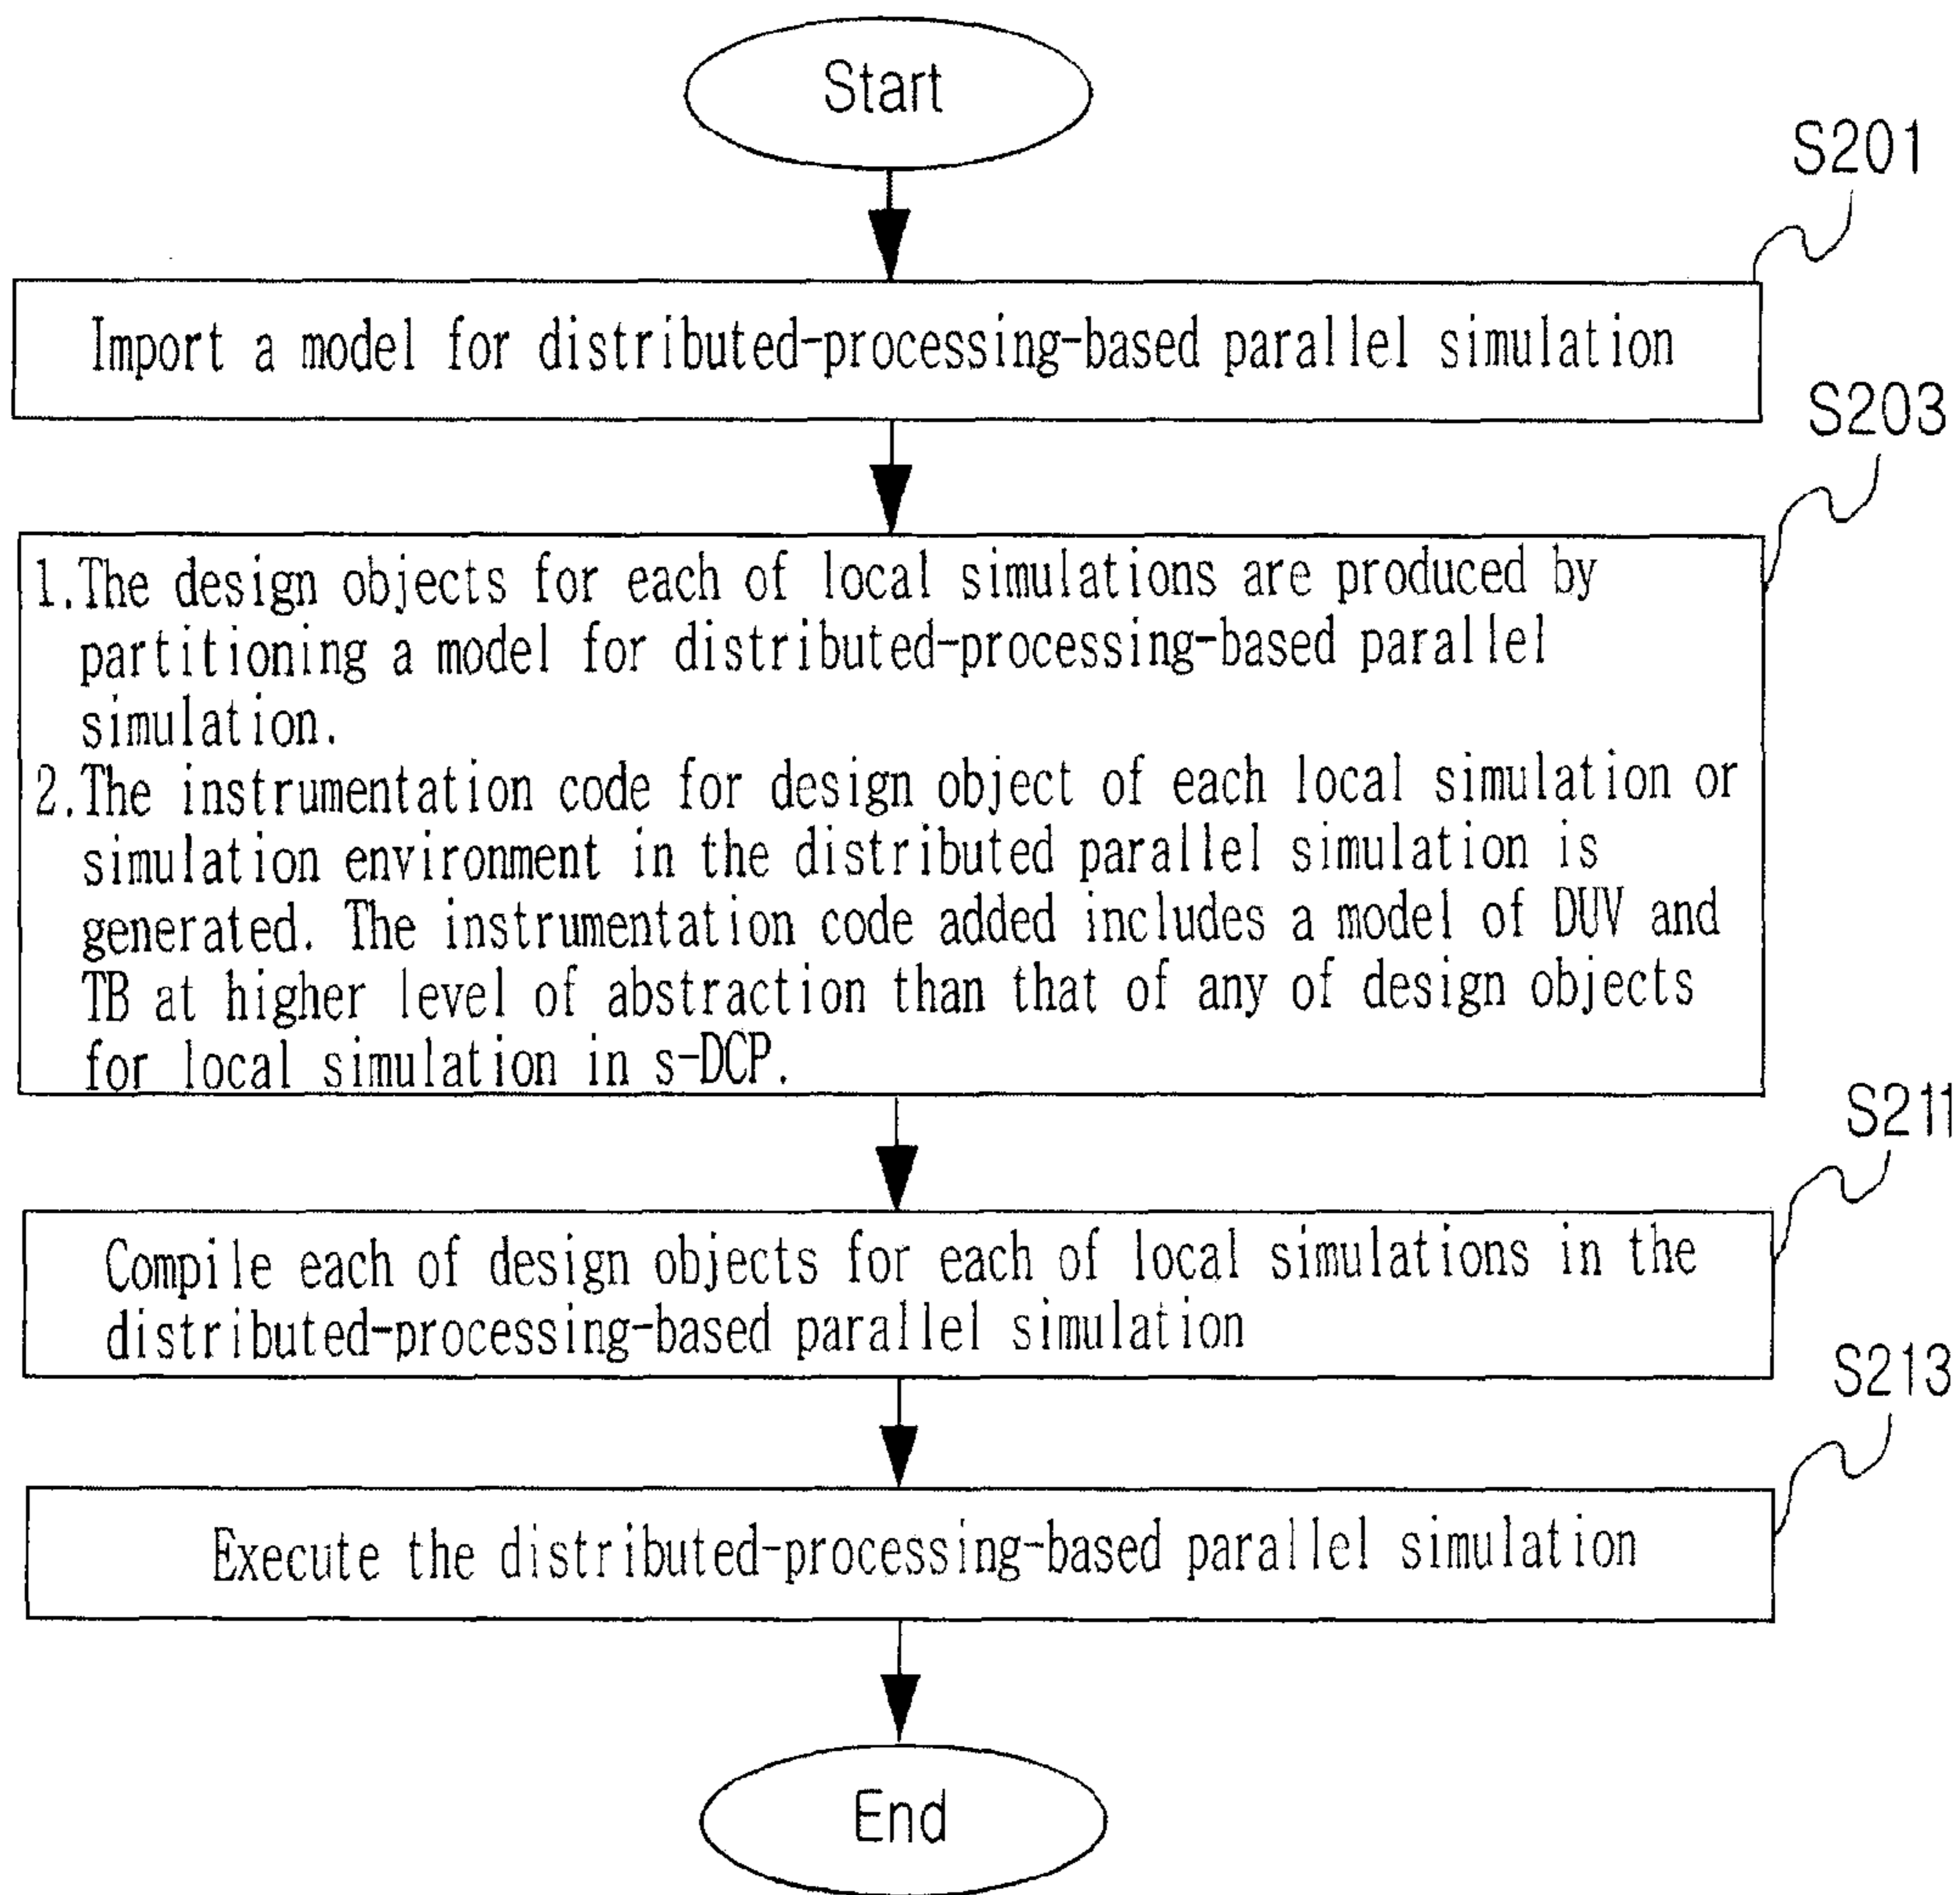 Start
S201
Import a model for distributed-processing-based parallel simulation
S203
1.The design objects for each of local simulations are produced by
partitioning a model for distributed-processing-based parallel
simulation.
2.The instrumentation code for design object of each local simulation or
simulation environment in the distributed parallel simulation is
generated. The instrumentation code added includes a model of DUV and
TB at higher level of abstraction than that of any of design objects
for local simulation in s-DCP.
S211
Compile each of design objects for each of local simulations in the
distributed-processing-based parallel simulation
S213
Execute the distributed-processing-based parallel simulation
End